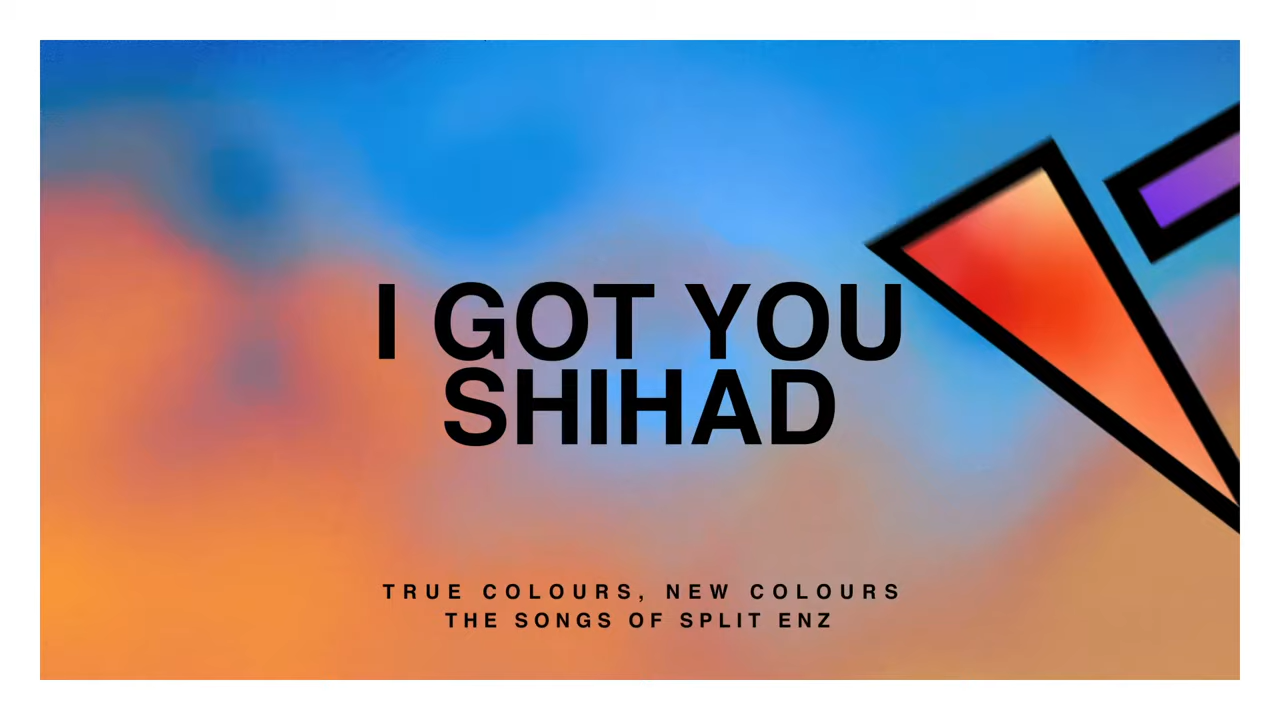 I GOT YOU
SHIHAD
TRUE COLOURS, NEW COLOURS
THE SONGS OF SPLIT ENZ